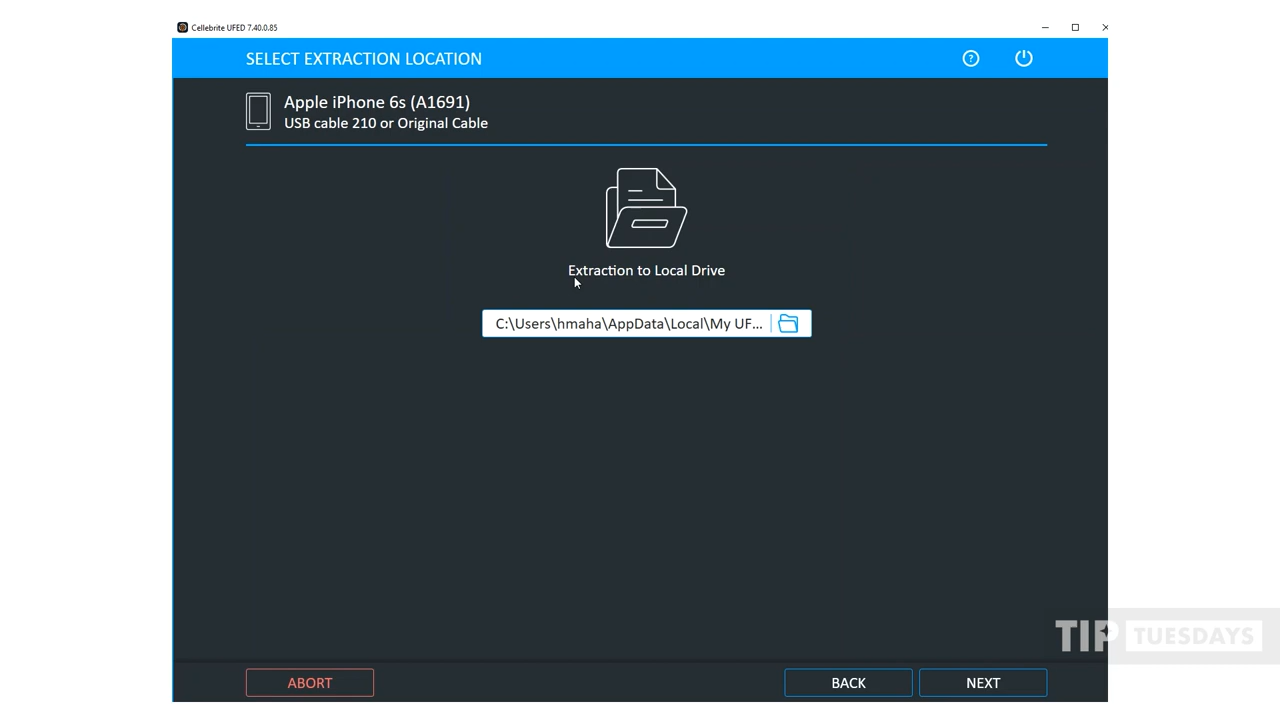 Cellebrite UFED 7.40.0.85
SELECT EXTRACTION LOCATION
Apple iPhone 6s (A1691)
USB cable 210 or Original Cable
Extraction to Local Drive
C:\Users\hmaha\AppData\Local\My UF...
TIP TUESDAYS
ABORT
BACK
NEXT